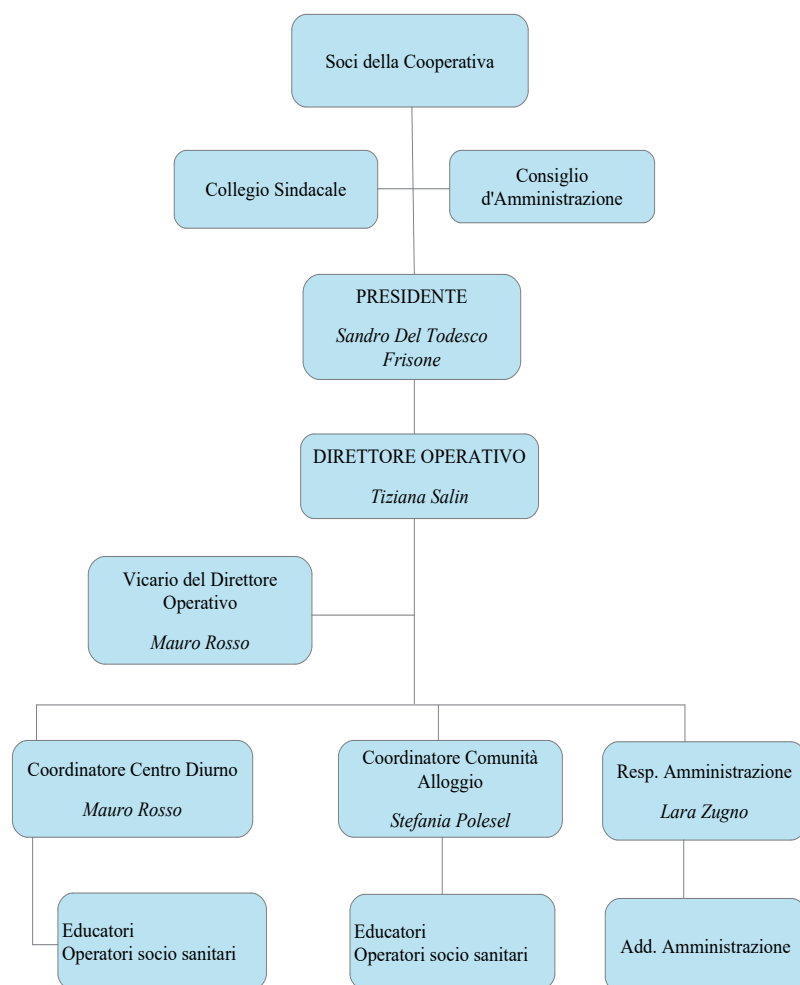 Soci della Cooperativa
Collegio Sindacale
Consiglio
d'Amministrazione
PRESIDENTE
Sandro Del Todesco
Frisone
DIRETTORE OPERATIVO
Tiziana Salin
Vicario del Direttore
Operativo
Mauro Rosso
Coordinatore Centro Diurno
Mauro Rosso
Coordinatore Comunità
Alloggio
Stefania Polesel
Resp. Amministrazione
Lara Zugno
Educatori
Operatori socio sanitari
Educatori
Operatori socio sanitari
Add. Amministrazione